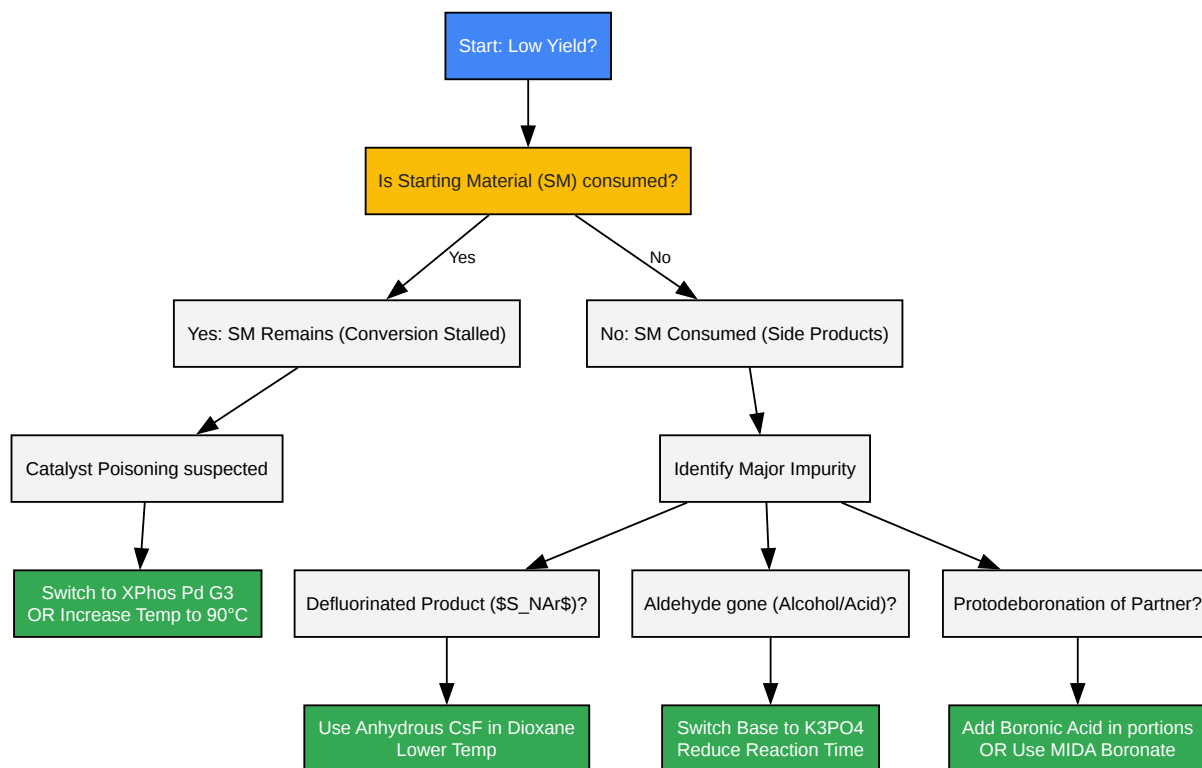 Start: Low Yield?
Is Starting Material (SM) consumed?
Yes
No
Yes: SM Remains (Conversion Stalled)
No: SM Consumed (Side Products)
Catalyst Poisoning suspected
Identify Major Impurity
Switch to XPhos Pd G3
OR Increase Temp to 90°C
Defluorinated Product ($S_NAr$)?
Aldehyde gone (Alcohol/Acid)?
Protodeboronation of Partner?
Use Anhydrous CsF in Dioxane
Lower Temp
Switch Base to K3PO4
Reduce Reaction Time
Add Boronic Acid in portions
OR Use MIDA Boronate